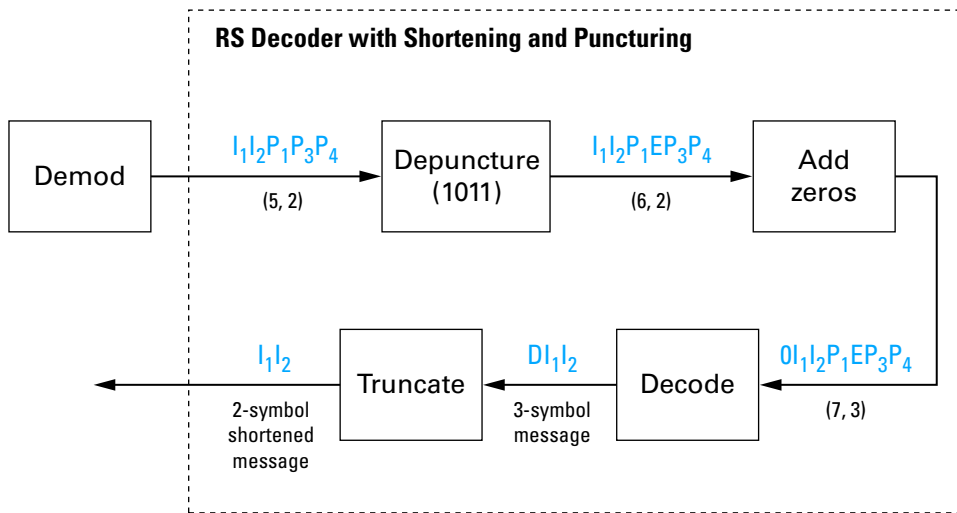 RS Decoder with Shortening and Puncturing
Demod
I₁I₂P₁P₃P₄
(5, 2)
Depuncture
(1011)
I₁I₂P₁EP₃P₄
(6, 2)
Add
zeros
0I₁I₂P₁EP₃P₄
(7, 3)
Decode
DI₁I₂
3-symbol
message
Truncate
I₁I₂
2-symbol
shortened
message